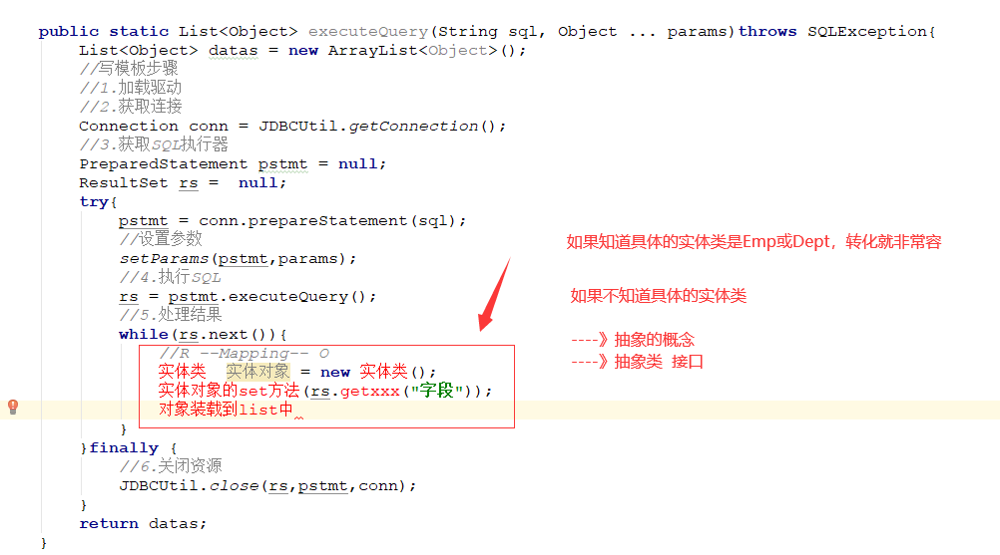 public static List<Object> executeQuery(String sql, Object ... params)throws SQLException{
List<Object> datas = new ArrayList<Object>();
//写模板步骤
//1.加载驱动
//2.获取连接
Connection conn = JDBCUtil.getConnection();
//3.获取SQL执行器
PreparedStatement pstmt = null;
ResultSet rs =  null;
try{
pstmt = conn.prepareStatement(sql);
//设置参数
如果知道具体的实体类是Emp或Dept，转化就非常容
setParams(pstmt,params);
//4.执行SQL
rs = pstmt.executeQuery();
如果不知道具体的实体类
//5.处理结果
while(rs.next()){
----》抽象的概念
//R --Mapping-- O
----》抽象类 接口
实体类  实体对象 = new 实体类();
实体对象的set方法(rs.getxxx("字段"));
对象装载到list中
}
}finally {
//6.关闭资源
JDBCUtil.close(rs,pstmt,conn);
}
return datas;
}